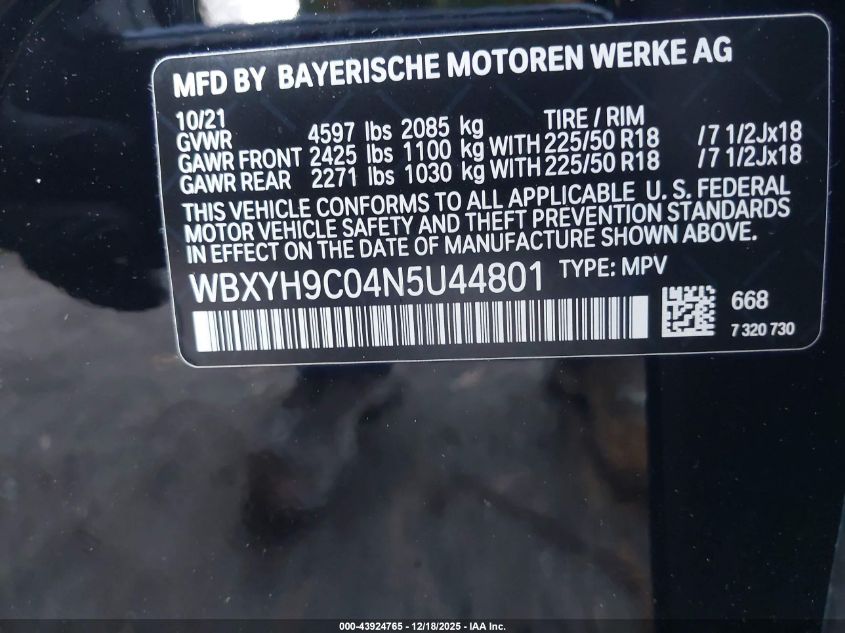 MFD BY BAYERISCHE MOTOREN WERKE AG
10/21 TIRE / RIM
GVWR 4597 lbs 2085 kg
GAWR FRONT 2425 lbs 1100 kg WITH 225/50 R18 /7 1/2Jx18
GAWR REAR 2271 lbs 1030 kg WITH 225/50 R18 /7 1/2Jx18
THIS VEHICLE CONFORMS TO ALL APPLICABLE U. S. FEDERAL
MOTOR VEHICLE SAFETY AND THEFT PREVENTION STANDARDS
IN EFFECT ON THE DATE OF MANUFACTURE SHOWN ABOVE.
WBXYH9C04N5U44801 TYPE: MPV
668
7 320 730
000-43924765 - 12/18/2025 - IAA Inc.